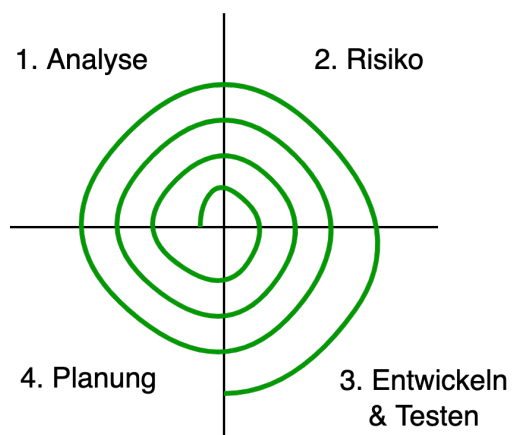 1. Analyse
2. Risiko
4. Planung
3. Entwickeln
& Testen